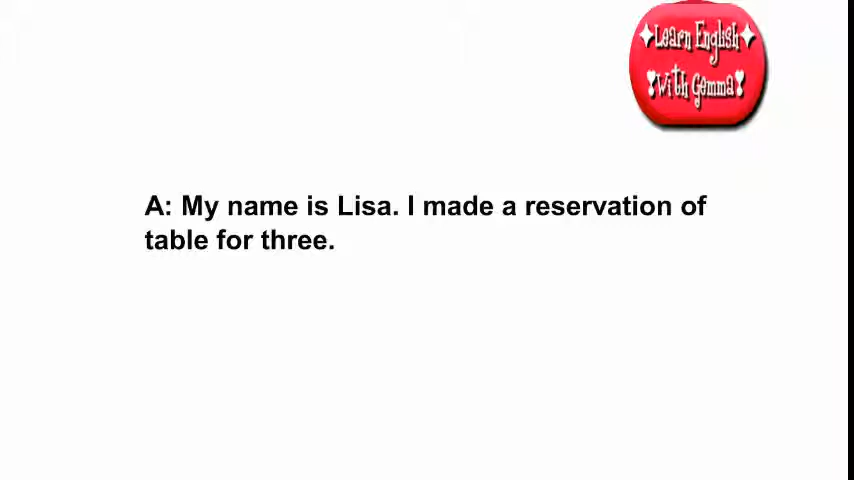 ✦Learn English✦
❣With Gemma❣
A: My name is Lisa. I made a reservation of
table for three.